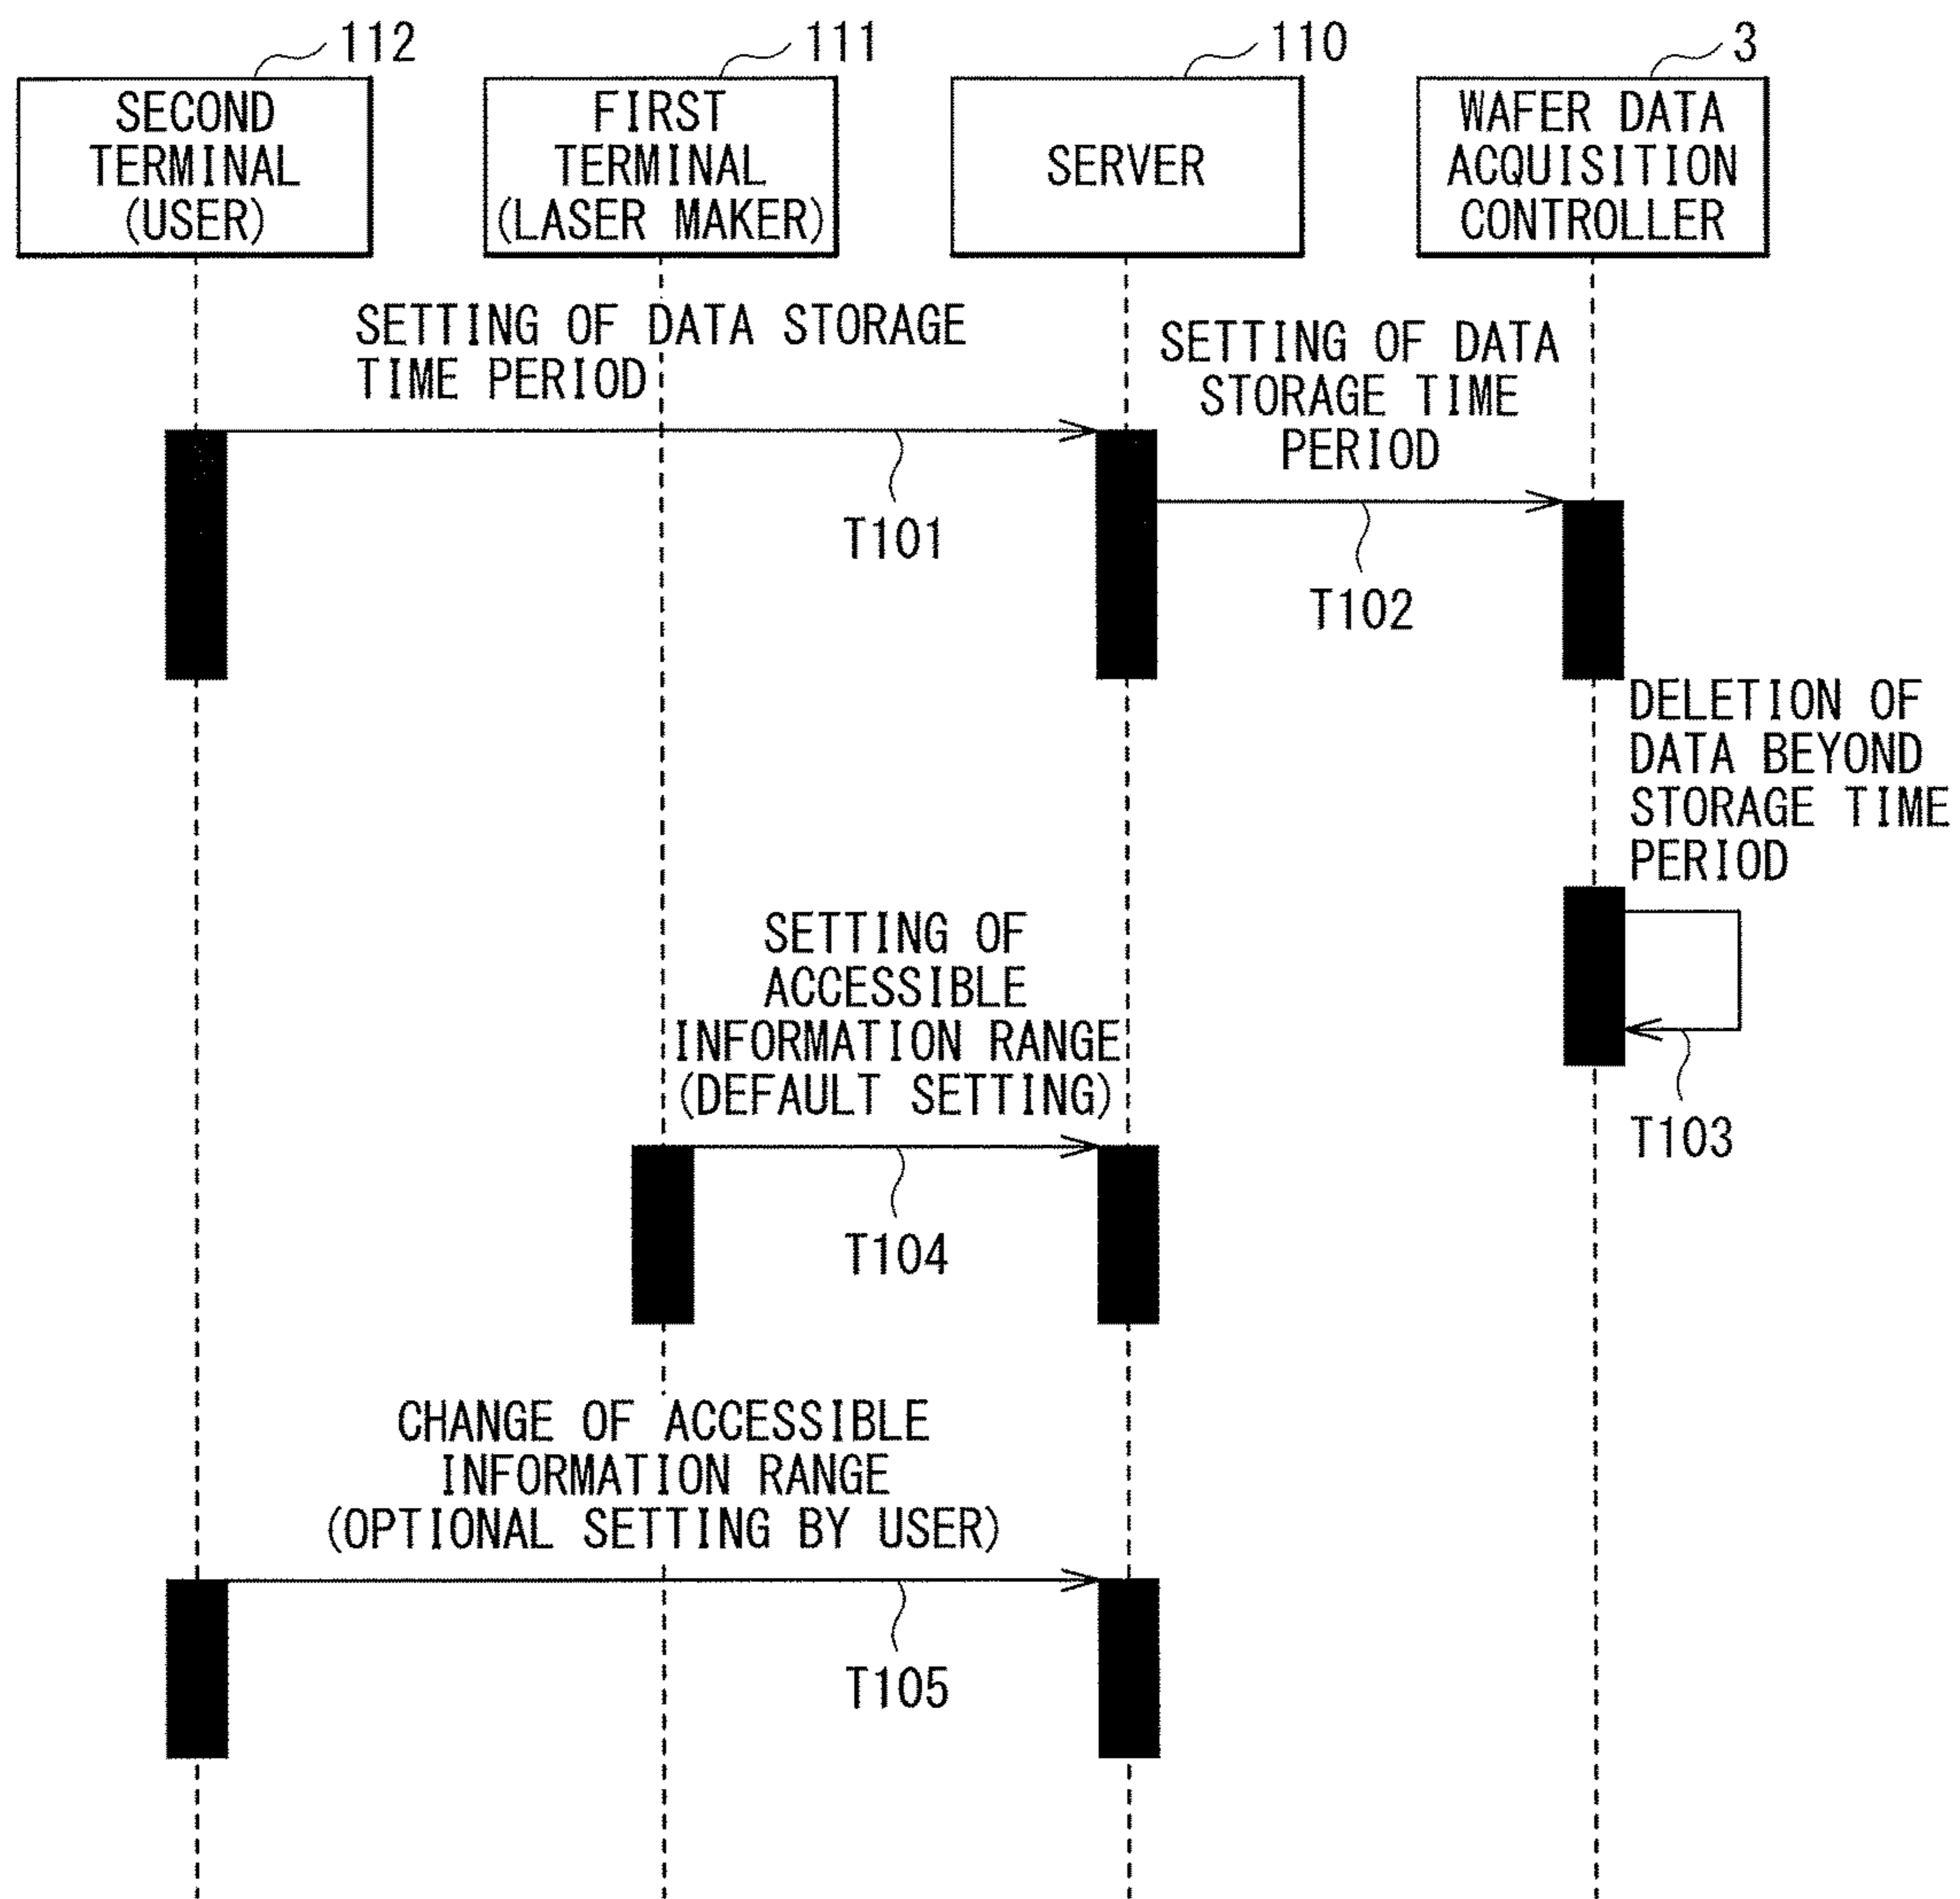 112
111
110
3
SECOND
TERMINAL
(USER)
FIRST
TERMINAL
(LASER MAKER)
SERVER
WAFER DATA
ACQUISITION
CONTROLLER
SETTING OF DATA STORAGE
TIME PERIOD
SETTING OF DATA
STORAGE TIME
PERIOD
T101
T102
DELETION OF
DATA BEYOND
STORAGE TIME
PERIOD
T103
SETTING OF
ACCESSIBLE
INFORMATION RANGE
(DEFAULT SETTING)
T104
CHANGE OF ACCESSIBLE
INFORMATION RANGE
(OPTIONAL SETTING BY USER)
T105